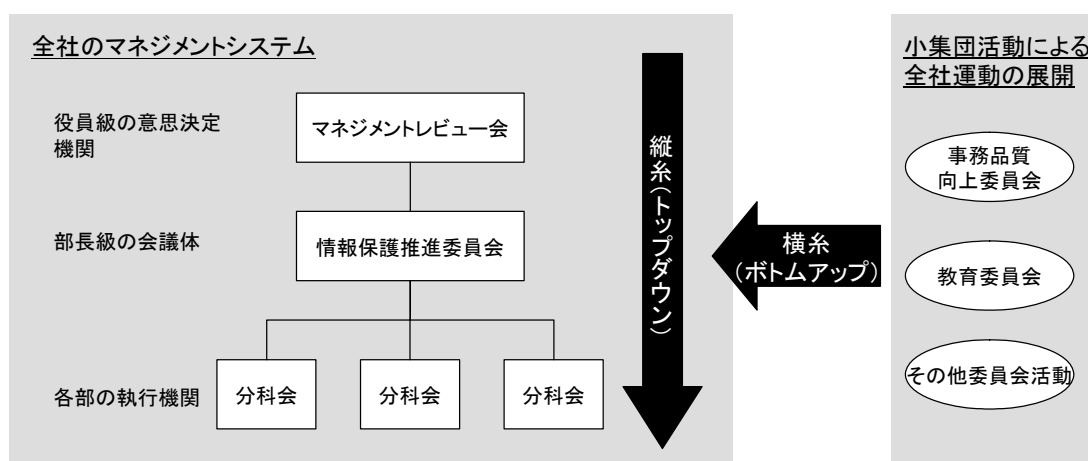 全社のマネジメントシステム
役員級の意思決定
機関
マネジメントレビュー会
部長級の会議体
情報保護推進委員会
各部の執行機関
分科会
分科会
分科会
縦糸(トップダウン)
横糸
(ボトムアップ)
小集団活動による
全社運動の展開
事務品質
向上委員会
教育委員会
その他委員会活動